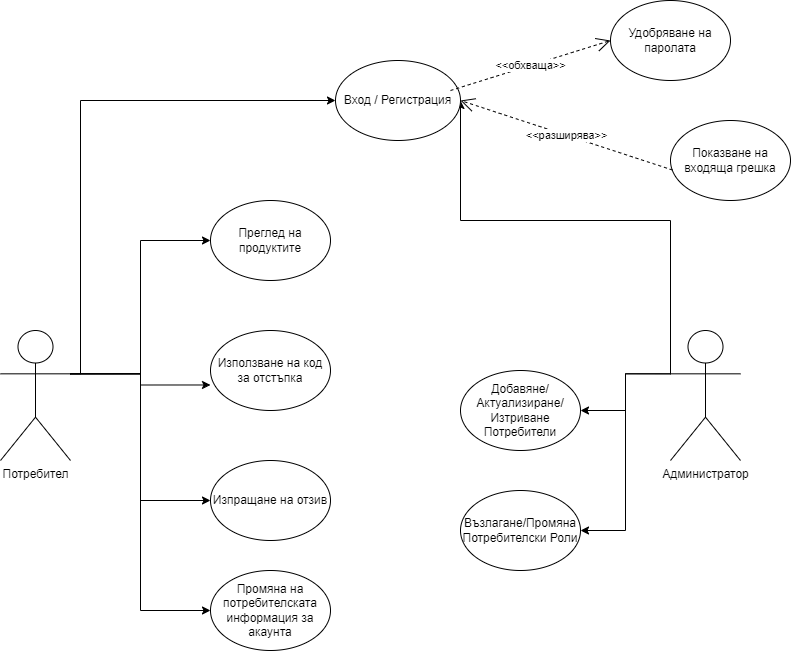 Удобряване на
паролата
<<обхваща>>
Вход / Регистрация
<<разширява>>
Показване на
входяща грешка
Преглед на
продуктите
Използване на код
за отстъпка
Добавяне/
Актуализиране/
Изтриване
Потребители
Потребител
Администратор
Изпращане на отзив
Възлагане/Промяна
Потребителски Роли
Промяна на
потребителската
информация за
акаунта